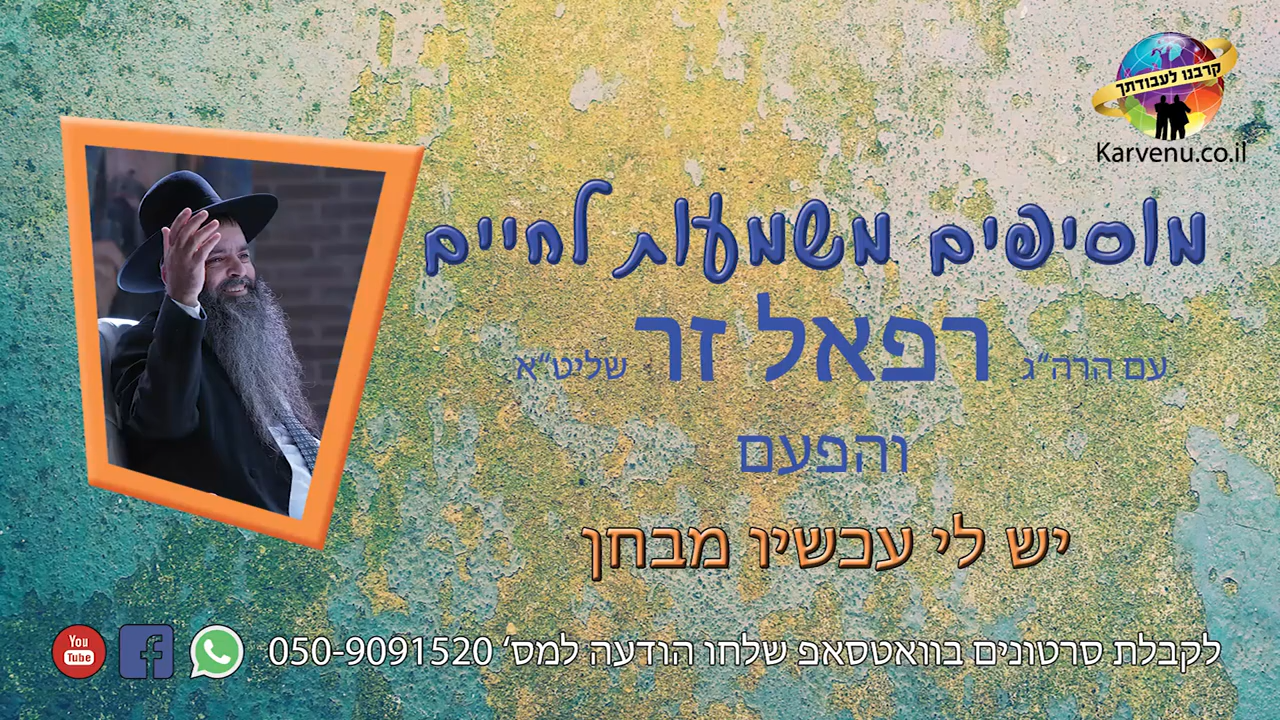 קרבנו לעבודתך
Karvenu.co.il
מוסיפים משמעות לחיים
עם הרה״ג רפאל זר שליט״א
והפעם
יש לי עכשיו מבחן
לקבלת סרטונים בוואטסאפ שלחו הודעה למס׳ 050-9091520
You
Tube